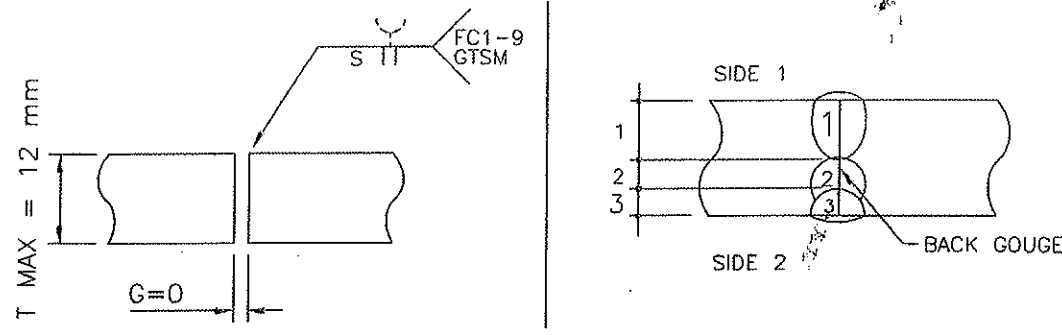 FC1-9
S
GTSM
T MAX = 12 mm
G=0
SIDE 1
1
1
2
2
3
3
BACK GOUGE
SIDE 2